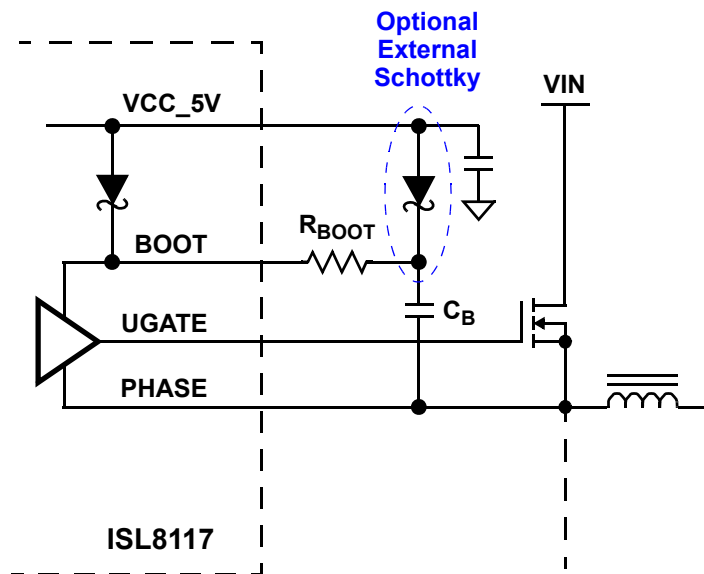 Optional
External
Schottky
VCC_5V
VIN
RBOOT
BOOT
CB
UGATE
PHASE
ISL8117